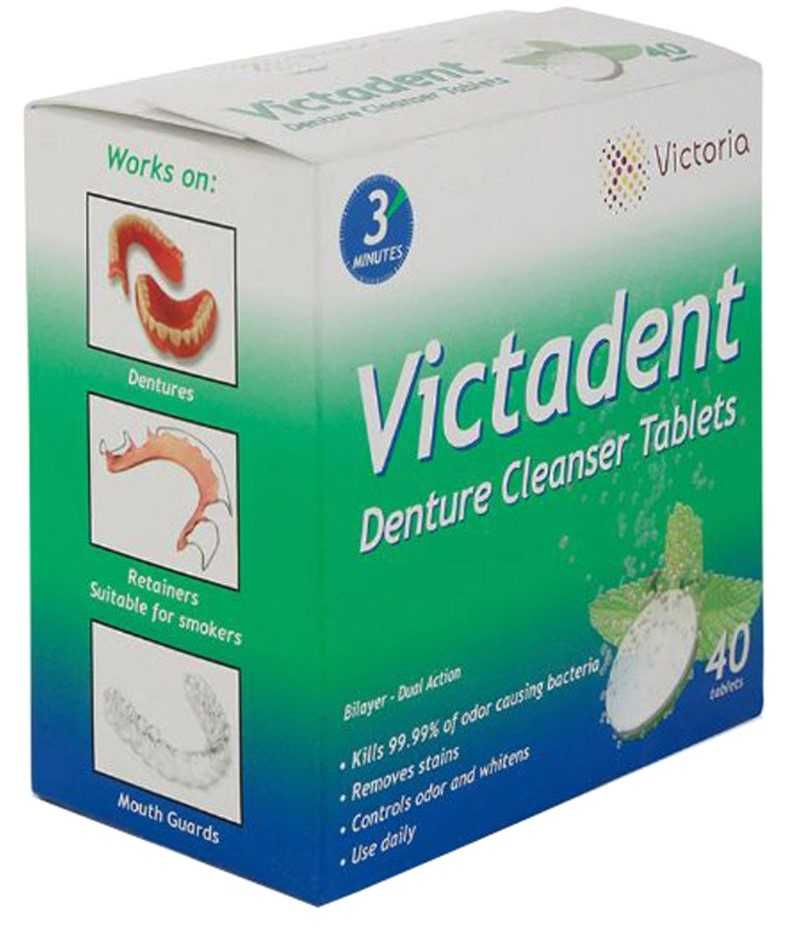 Victadent
Denture Cleanser Tablets
40
tablets
Works on:
Dentures
Retainers
Suitable for smokers
Mouth Guards
3
MINUTES
Victoria
Victadent
Denture Cleanser Tablets
Bilayer - Dual Action
• Kills 99.99% of odor causing bacteria
• Removes stains
• Controls odor and whitens
• Use daily
40
tablets